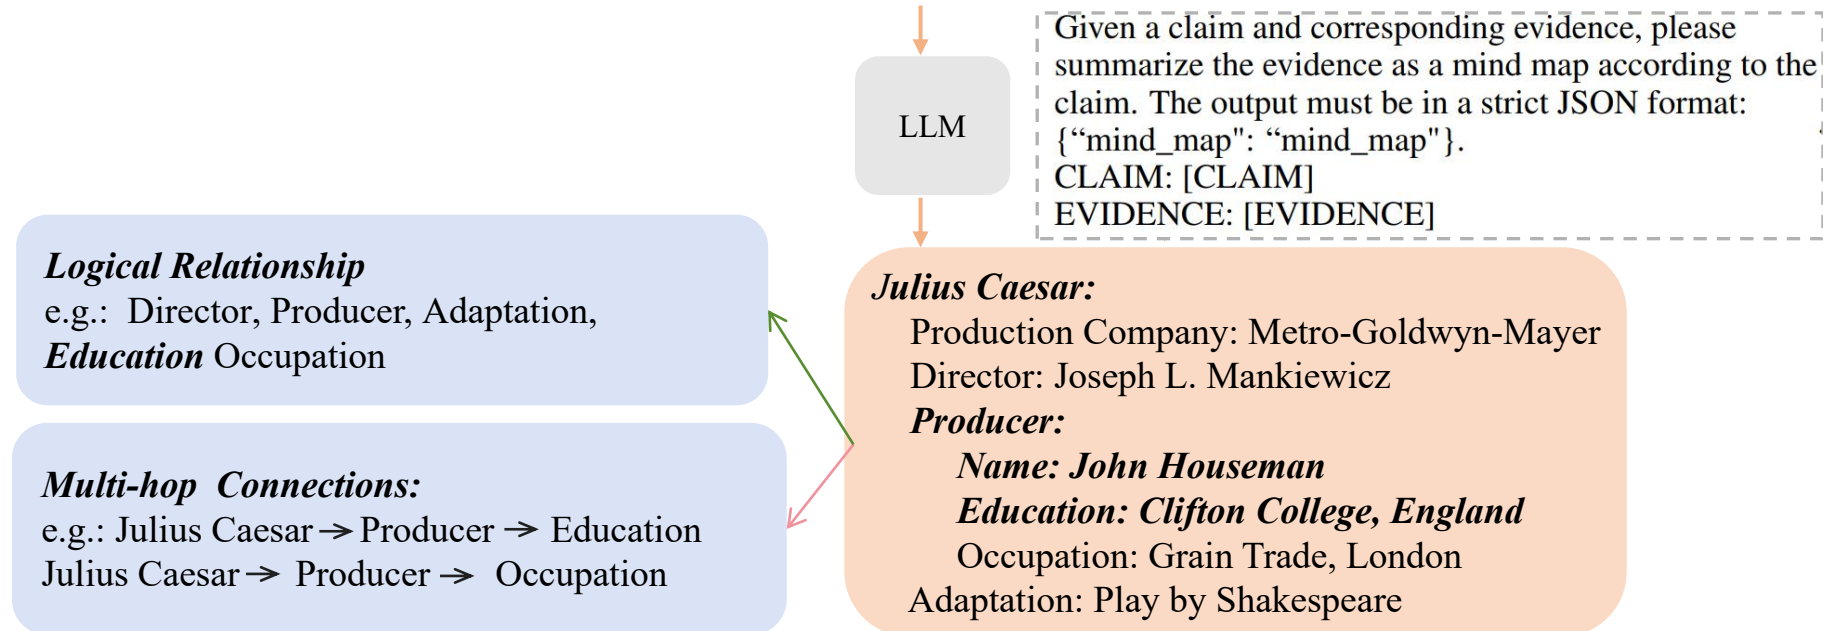 LLM
Given a claim and corresponding evidence, please
summarize the evidence as a mind map according to the
claim. The output must be in a strict JSON format:
{“mind_map": “mind_map"}.
CLAIM: [CLAIM]
EVIDENCE: [EVIDENCE]
Logical Relationship
e.g.: Director, Producer, Adaptation,
Education Occupation
Multi-hop Connections:
e.g.: Julius Caesar → Producer → Education
Julius Caesar → Producer → Occupation
Julius Caesar:
Production Company: Metro-Goldwyn-Mayer
Director: Joseph L. Mankiewicz
Producer:
Name: John Houseman
Education: Clifton College, England
Occupation: Grain Trade, London
Adaptation: Play by Shakespeare